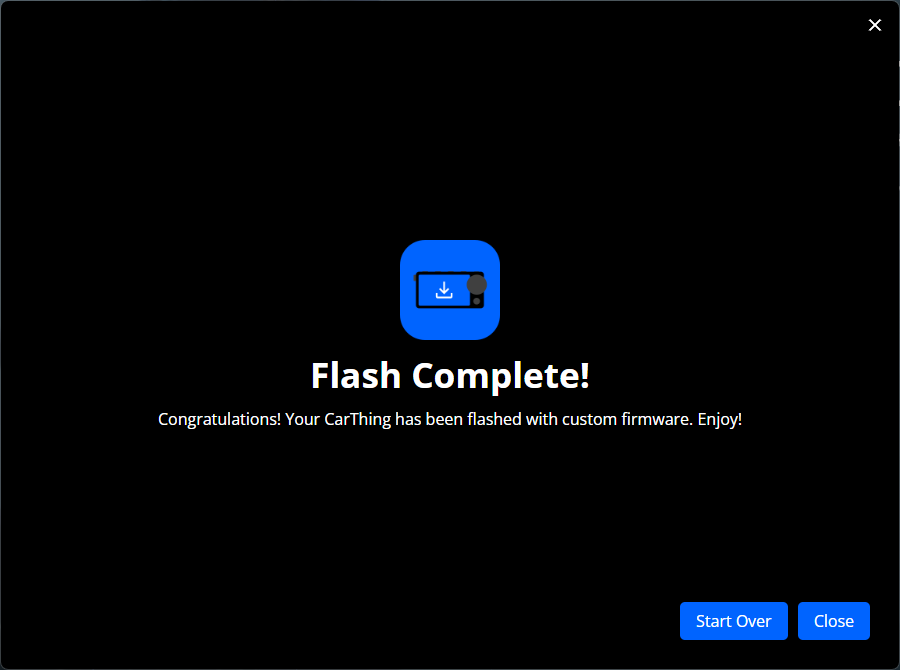 Flash Complete!
Congratulations! Your CarThing has been flashed with custom firmware. Enjoy!
Start Over
Close